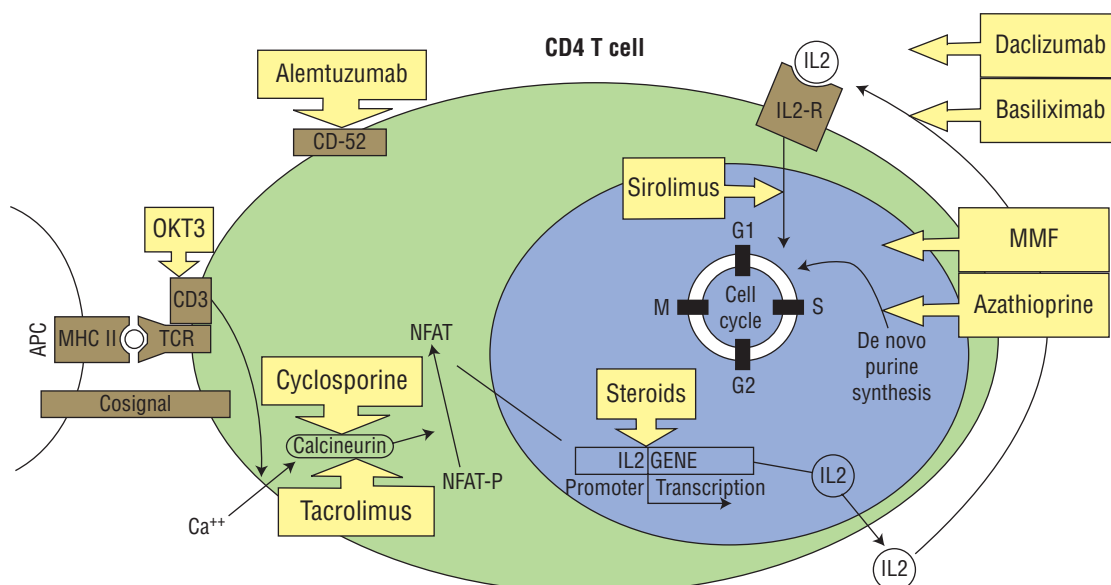 CD4 T cell
Alemtuzumab
CD-52
IL2
IL2-R
Daclizumab
Basiliximab
Sirolimus
OKT3
CD3
APC
MHC II
TCR
Cosignal
G1
M
Cell
cycle
S
G2
MMF
Azathioprine
De novo
purine
synthesis
NFAT
Cyclosporine
Calcineurin
NFAT-P
Tacrolimus
Ca++
Steroids
IL2 GENE
Promoter Transcription
IL2
IL2